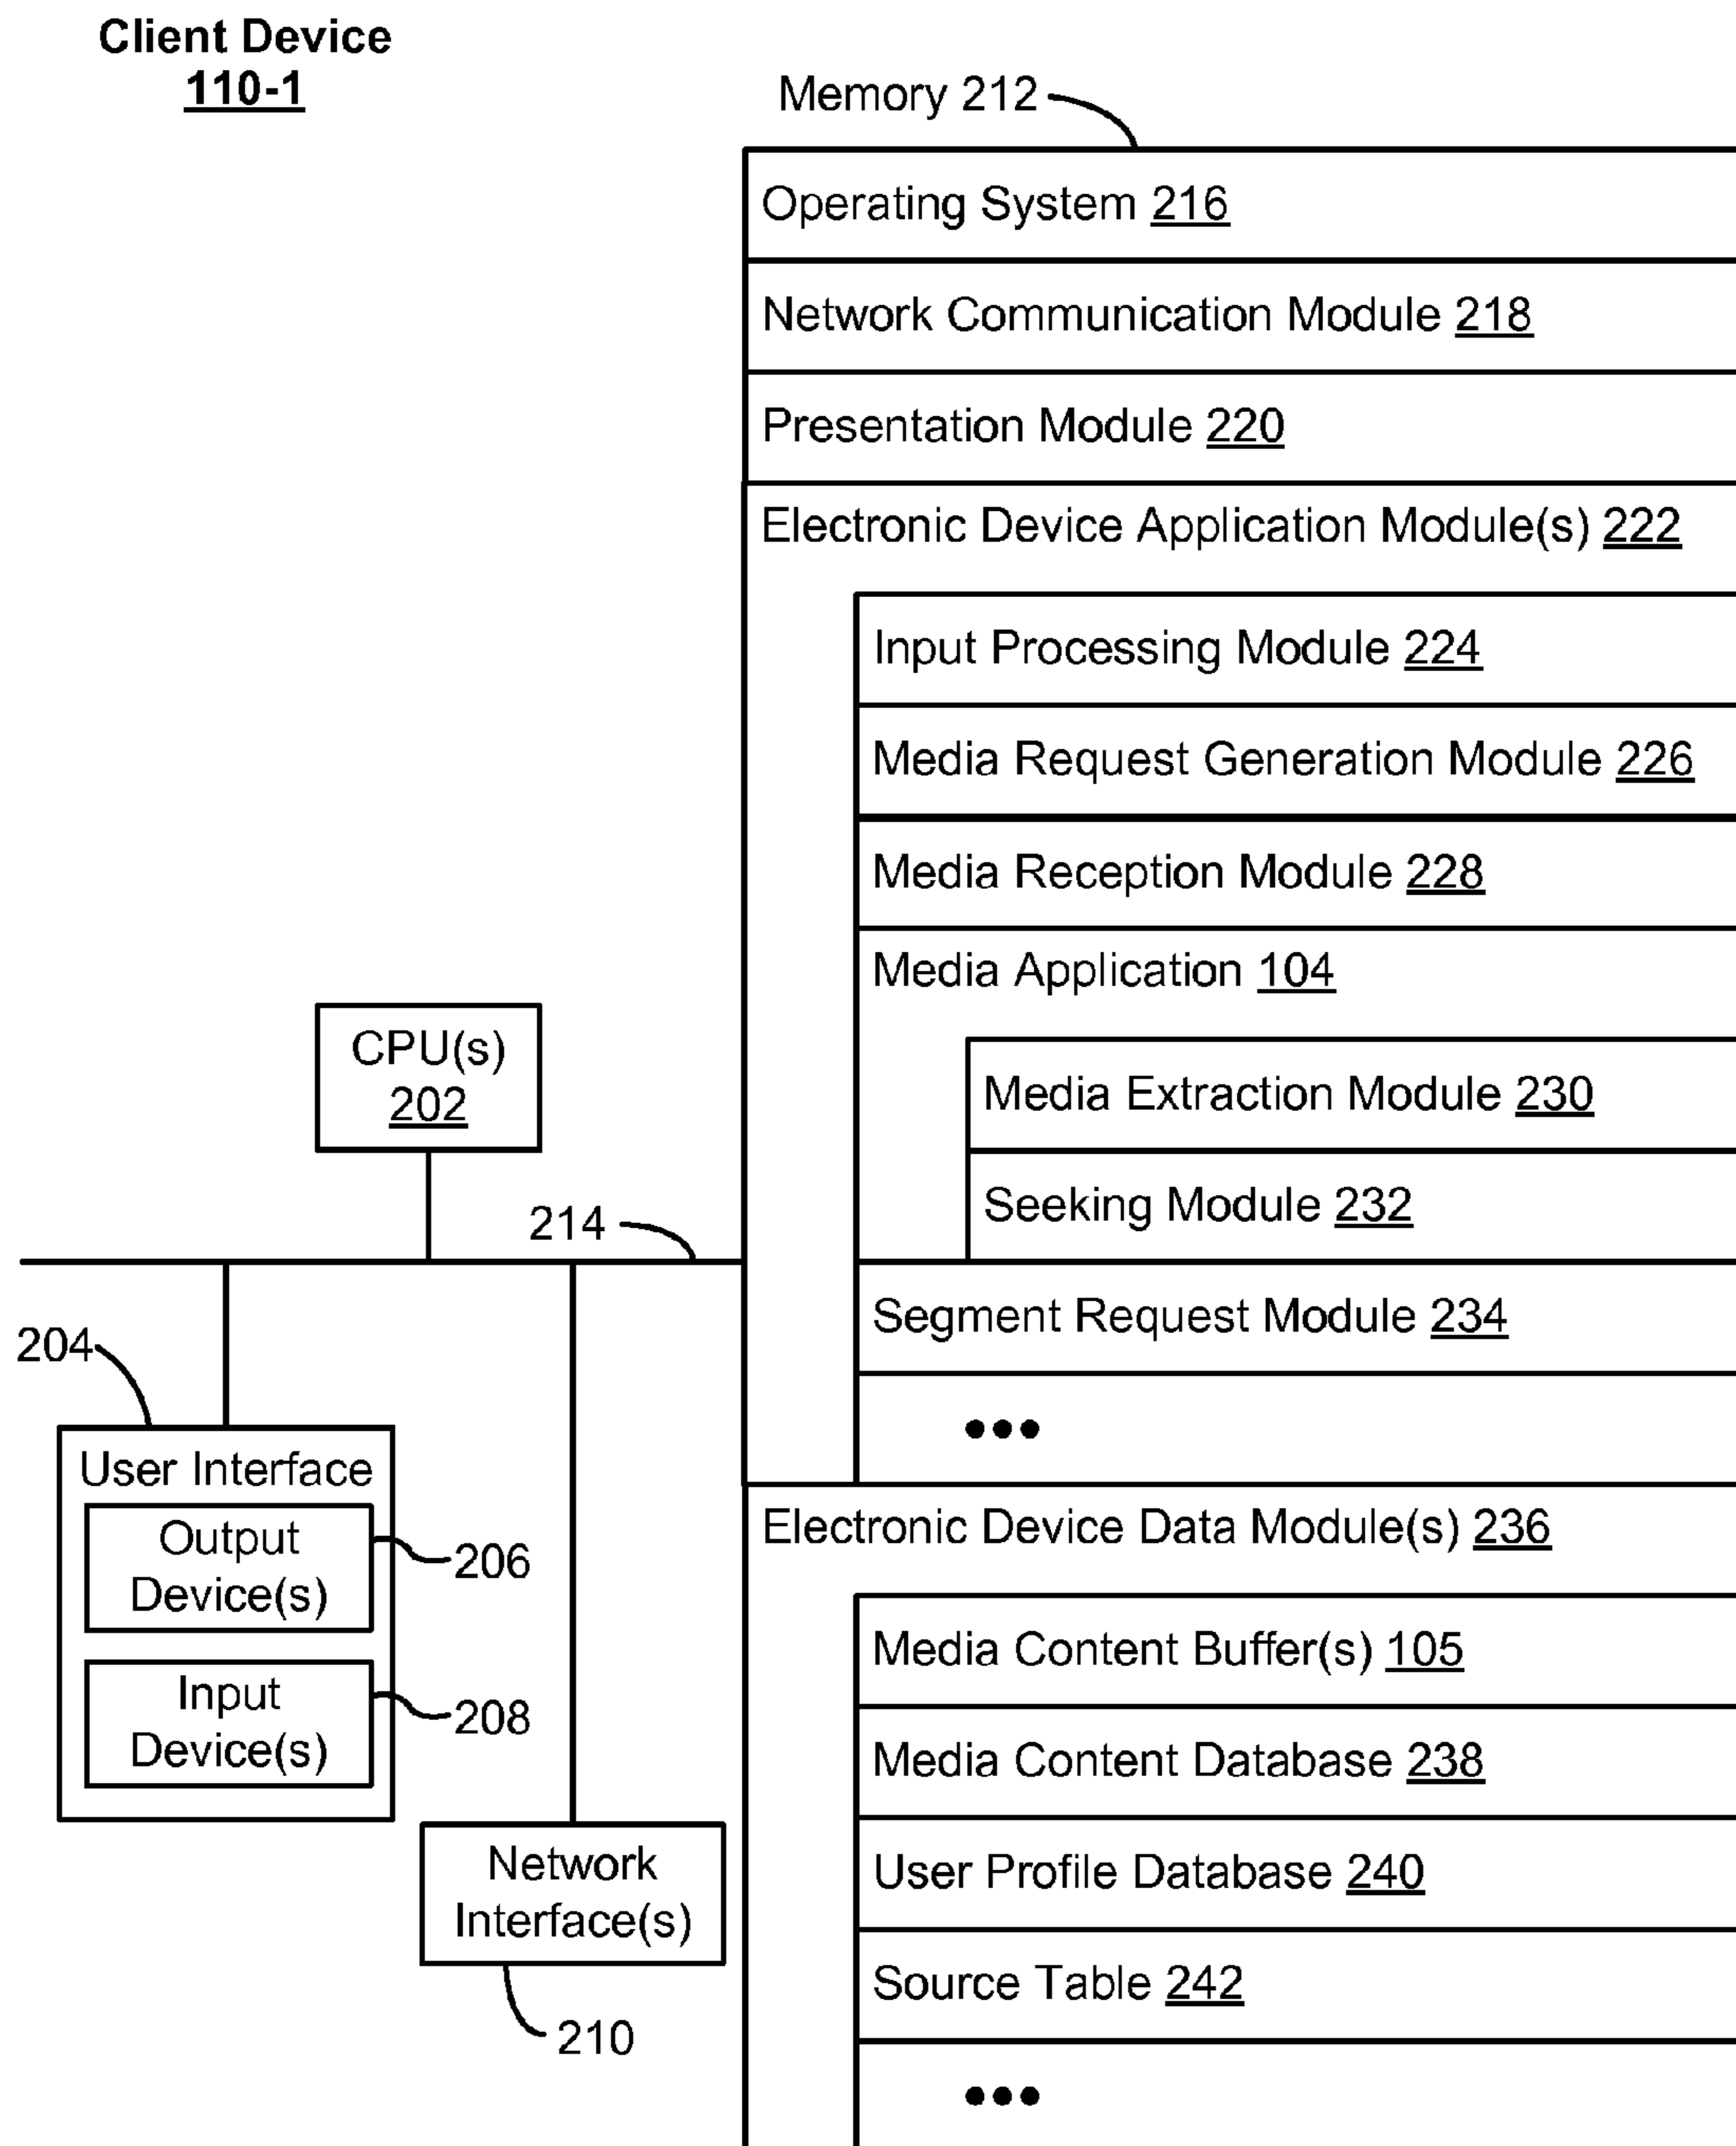 Client Device
110-1
Memory 212
Operating System 216
Network Communication Module 218
Presentation Module 220
Electronic Device Application Module(s) 222
Input Processing Module 224
Media Request Generation Module 226
Media Reception Module 228
Media Application 104
Media Extraction Module 230
Seeking Module 232
Segment Request Module 234
•••
CPU(s)
202
214
204
User Interface
Output
Device(s)
206
Input
Device(s)
208
Network
Interface(s)
210
Electronic Device Data Module(s) 236
Media Content Buffer(s) 105
Media Content Database 238
User Profile Database 240
Source Table 242
•••